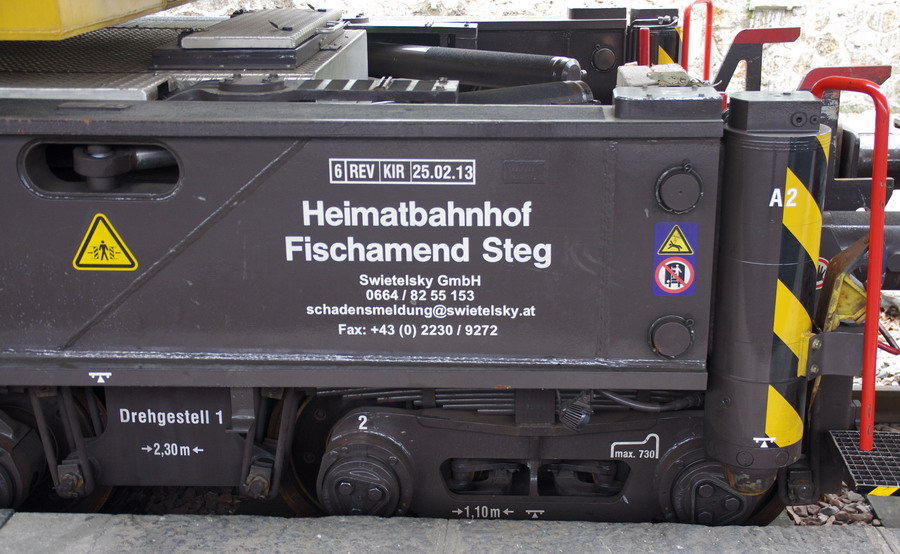 6 REV KIR 25.02.13
Heimatbahnhof
Fischamend Steg
Swietelsky GmbH
0664 / 82 55 153
schadensmeldung@swietelsky.at
Fax: +43 (0) 2230 / 9272
A 2
Drehgestell 1
2,30 m
2
max. 730
1,10 m